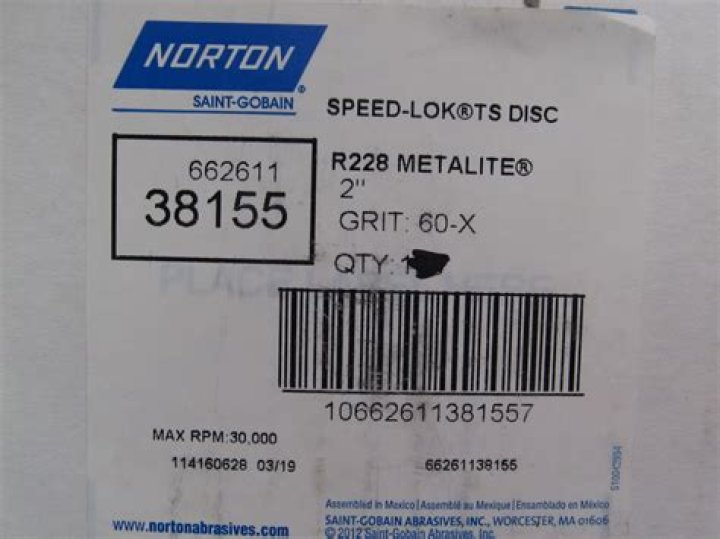 NORTON
SAINT-GOBAIN®
SPEED-LOK®TS DISC
662611
38155
R228 METALITE®
2"
GRIT: 60-X
QTY: 1
10662611381557
MAX RPM:30,000
114160628 03/19
66261138155
Assembled in Mexico|Assemblé au Mexique|Ensamblado en México
www.nortonabrasives.com
SAINT-GOBAIN ABRASIVES, INC., WORCESTER, MA 01606
© 2012 Saint-Gobain Abrasives, Inc.